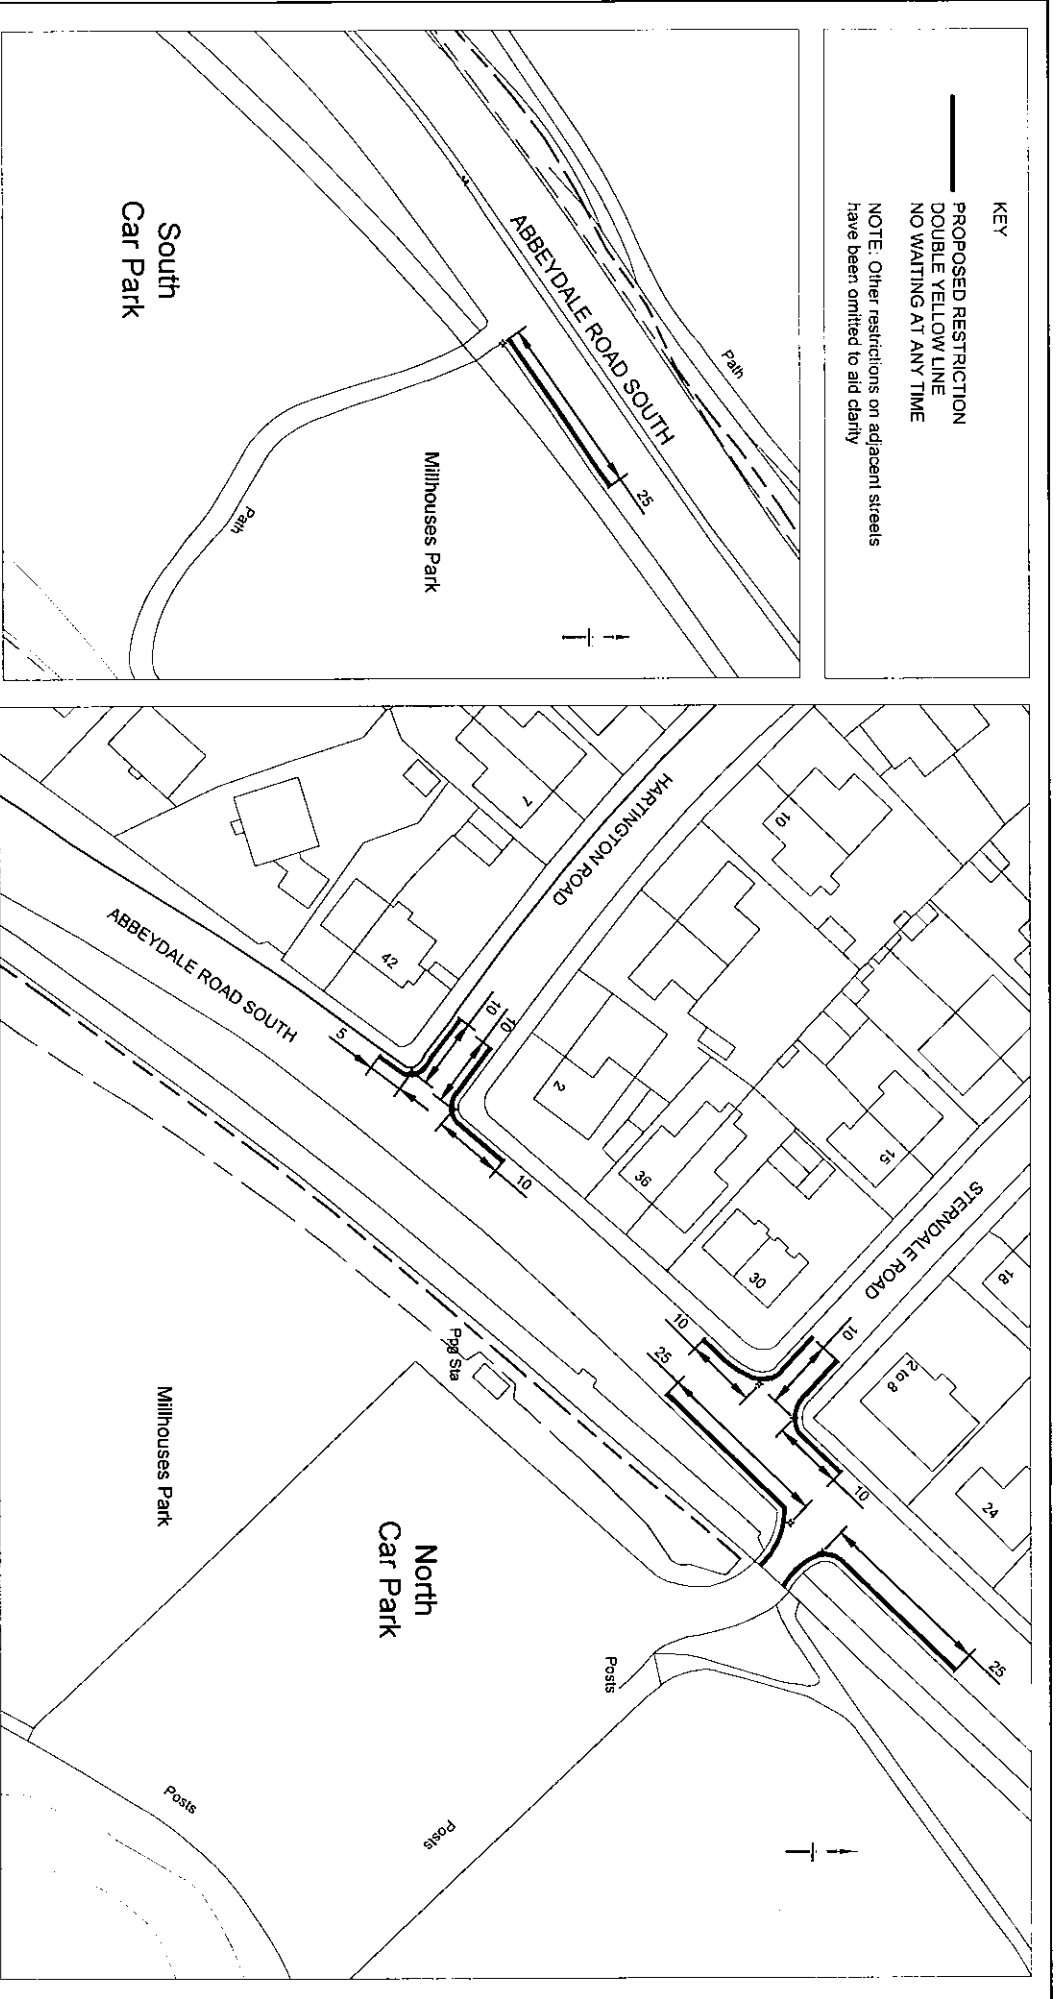 KEY
PROPOSED RESTRICTION
DOUBLE YELLOW LINE
NO WAITING AT ANY TIME
NOTE: Other restrictions on adjacent streets
have been omitted to aid clarity
Path
ABBEYDALE ROAD SOUTH
25
South
Car Park
Millhouses Park
Path
HARTINGTON ROAD
10
7
42
ABBEYDALE ROAD SOUTH
5
10
10
10
2
36
15
30
STERNDALE ROAD
18
2 to 8
24
10
10
10
25
25
Ppg Sta
Millhouses Park
North
Car Park
Posts
Posts
Posts